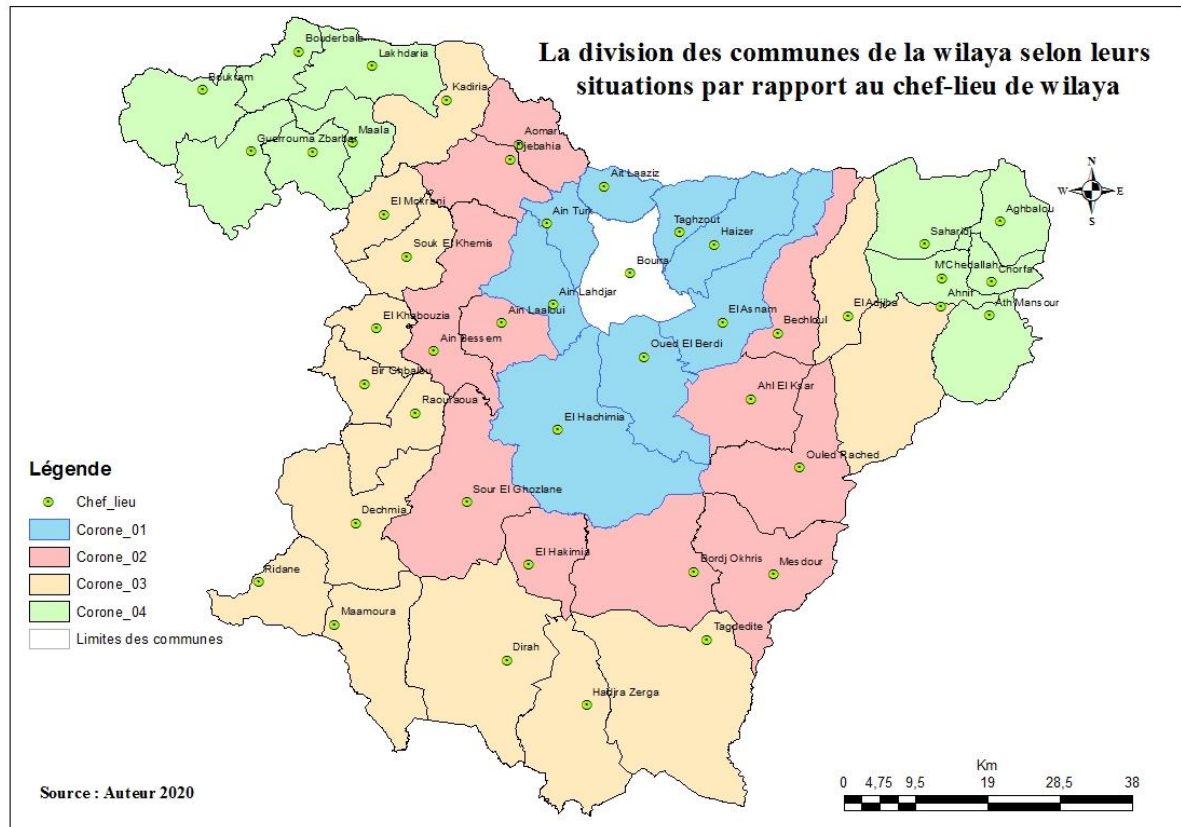 La division des communes de la wilaya selon leurs
situations par rapport au chef-lieu de wilaya
Bouderbala
Lakhdaria
Boukram
Kadiria
Maala
Guerrouma Zbarbar
Aomar
Djebahia
Ait Laaziz
N
W E
S
El Mokrani
Ain Turk
Taghzout
Haizer
Aghbalou
Saharidj
Souk El Khemis
Bouira
M'Chedallah
Chorfa
Ain Lahdjar
Ahnif
Ath Mansour
El Khabouzia
Ain Laaloui
El Asnam
Bechloul
El Adjiba
Ain Bessem
Oued El Berdi
Bir Ghbalou
Raouraoua
Ahl El Ksar
El Hachimia
Ouled Rached
Légende
Chef_lieu
Corone_01
Corone_02
Corone_03
Corone_04
Limites des communes
Sour El Ghozlane
Dechmia
El Hakimia
Bordj Okhris
Mesdour
Ridane
Maamoura
Tagdedite
Dirah
Hadjra Zerga
Km
0 4,75 9,5 19 28,5 38
Source : Auteur 2020